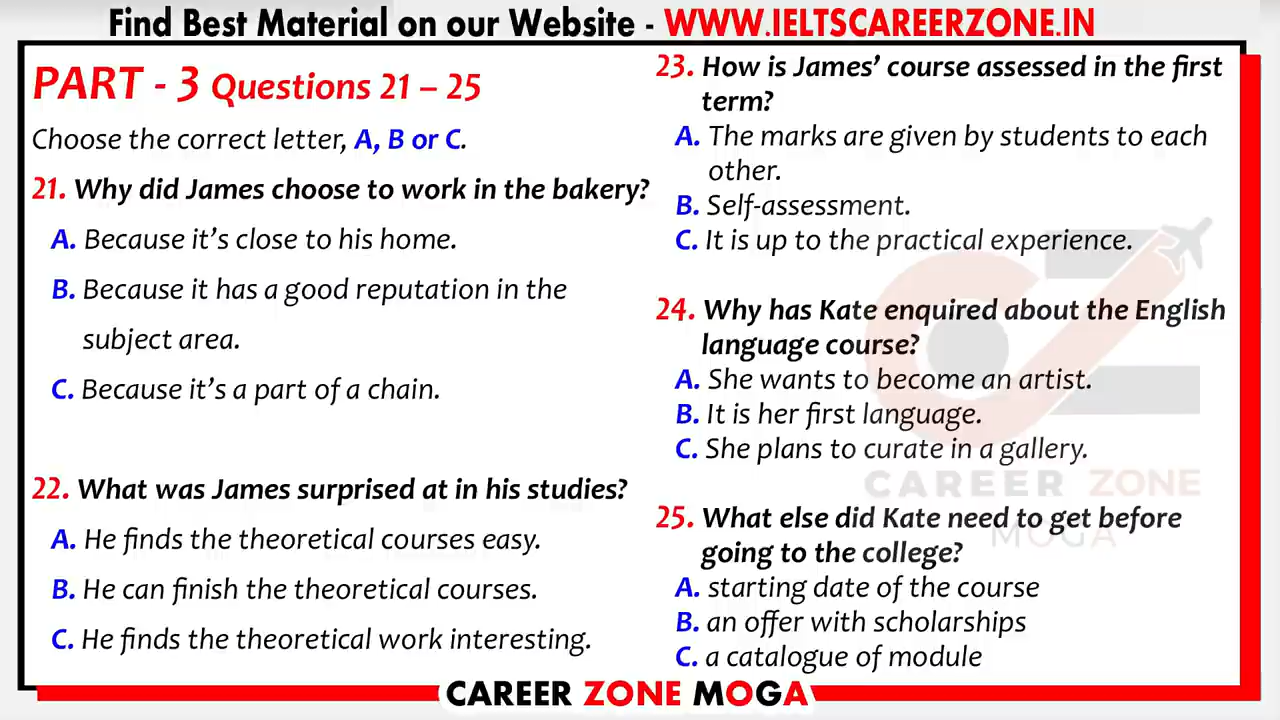 Find Best Material on our Website - WWW.IELTSCAREERZONE.IN
PART - 3 Questions 21 – 25
Choose the correct letter, A, B or C.
21. Why did James choose to work in the bakery?
A. Because it’s close to his home.
B. Because it has a good reputation in the
subject area.
C. Because it’s a part of a chain.
22. What was James surprised at in his studies?
A. He finds the theoretical courses easy.
B. He can finish the theoretical courses.
C. He finds the theoretical work interesting.
23. How is James’ course assessed in the first
term?
A. The marks are given by students to each
other.
B. Self-assessment.
C. It is up to the practical experience.
24. Why has Kate enquired about the English
language course?
A. She wants to become an artist.
B. It is her first language.
C. She plans to curate in a gallery.
CAREER ZONE
MOGA
25. What else did Kate need to get before
going to the college?
A. starting date of the course
B. an offer with scholarships
C. a catalogue of module
CAREER ZONE MOGA